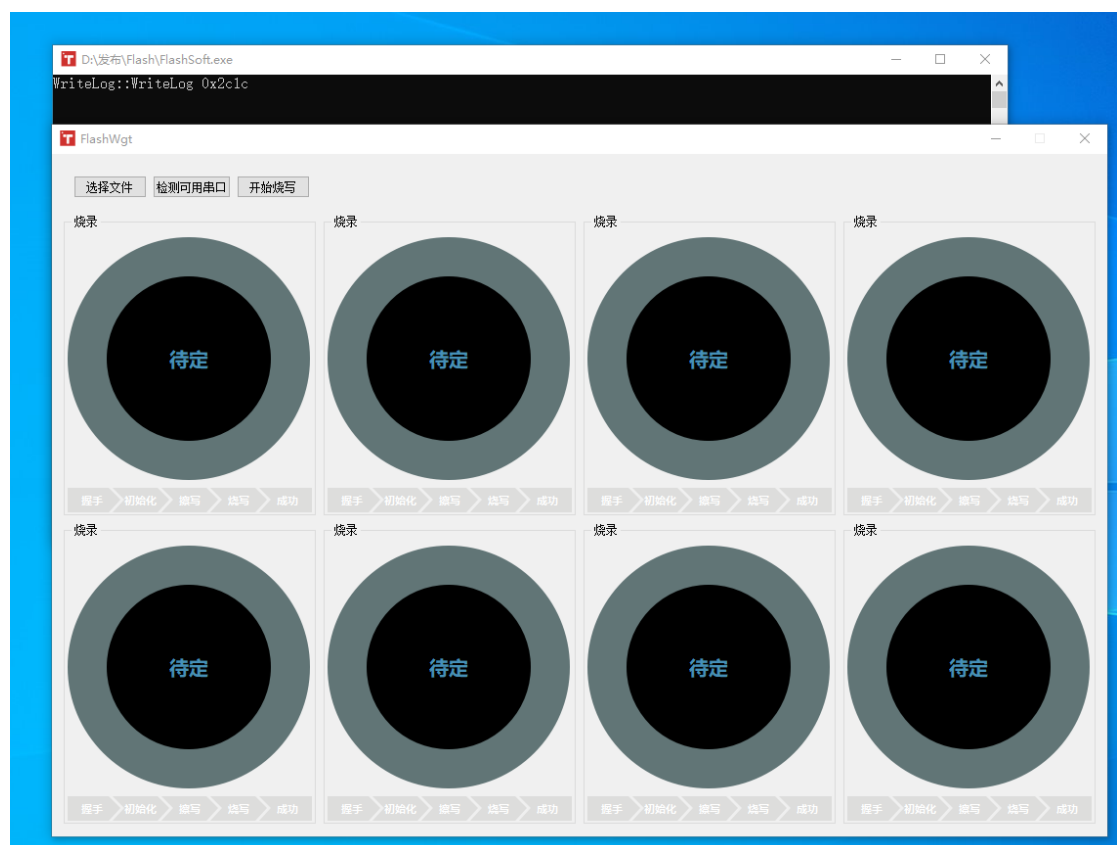 D:\发布\Flash\FlashSoft.exe
WriteLog::WriteLog 0x2c1c
FlashWgt
选择文件 检测可用串口 开始烧写
烧录 烧录 烧录 烧录
待定 待定 待定 待定
握手 初始化 擦写 烧写 成功 握手 初始化 擦写 烧写 成功 握手 初始化 擦写 烧写 成功 握手 初始化 擦写 烧写 成功
烧录 烧录 烧录 烧录
待定 待定 待定 待定
握手 初始化 擦写 烧写 成功 握手 初始化 擦写 烧写 成功 握手 初始化 擦写 烧写 成功 握手 初始化 擦写 烧写 成功